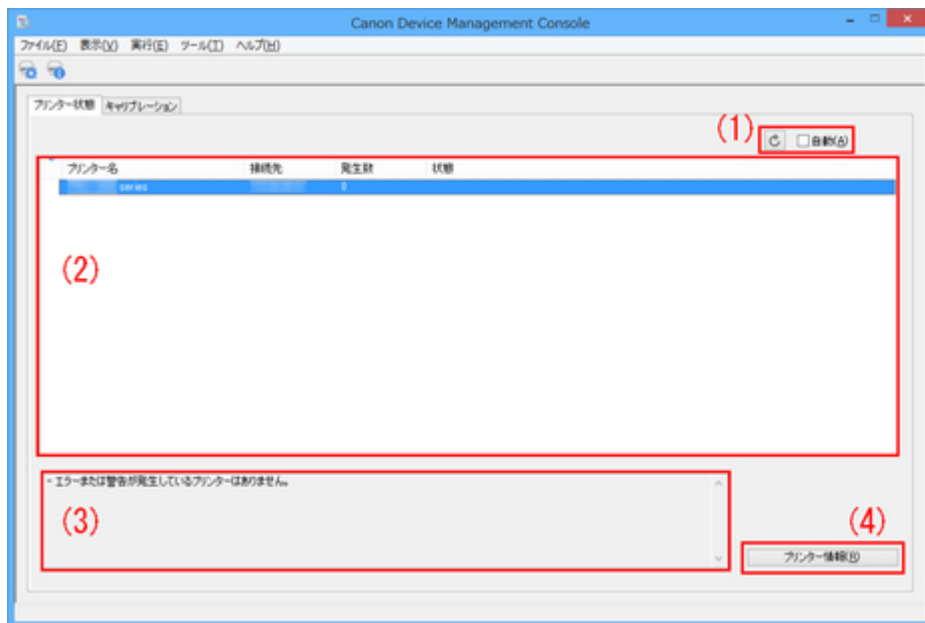 Canon Device Management Console
ファイル(F) 表示(V) 実行(E) ツール(T) ヘルプ(H)
プリンター状態 キャリブレーション
(1) 自動(A)
プリンター名 接続先 発生数 状態
series 0
(2)
- エラーまたは警告が発生しているプリンターはありません。
(3)
(4)
プリンター情報(R)